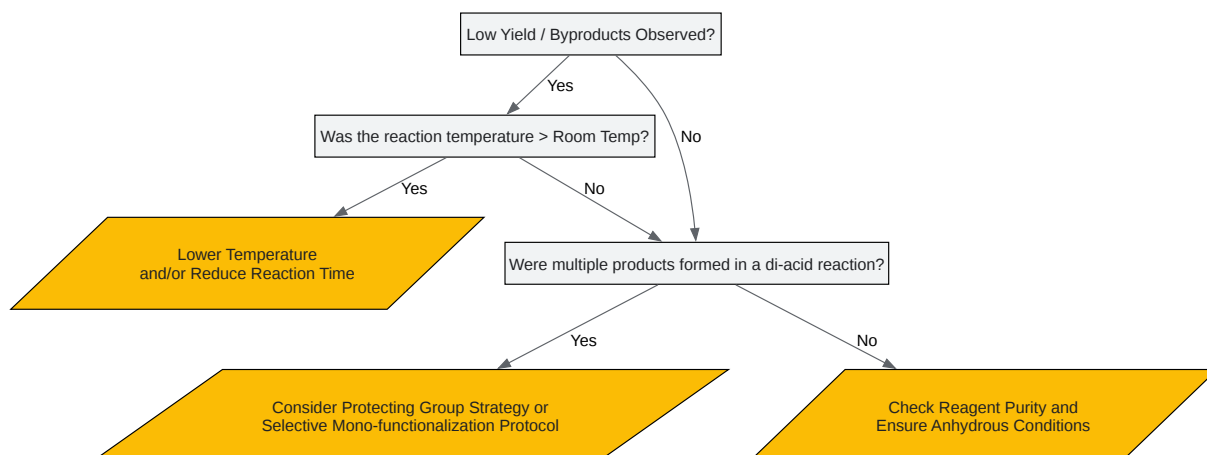 Low Yield / Byproducts Observed?
Yes
No
Was the reaction temperature > Room Temp?
Yes
No
Lower Temperature
and/or Reduce Reaction Time
Were multiple products formed in a di-acid reaction?
Yes
No
Consider Protecting Group Strategy or
Selective Mono-functionalization Protocol
Check Reagent Purity and
Ensure Anhydrous Conditions